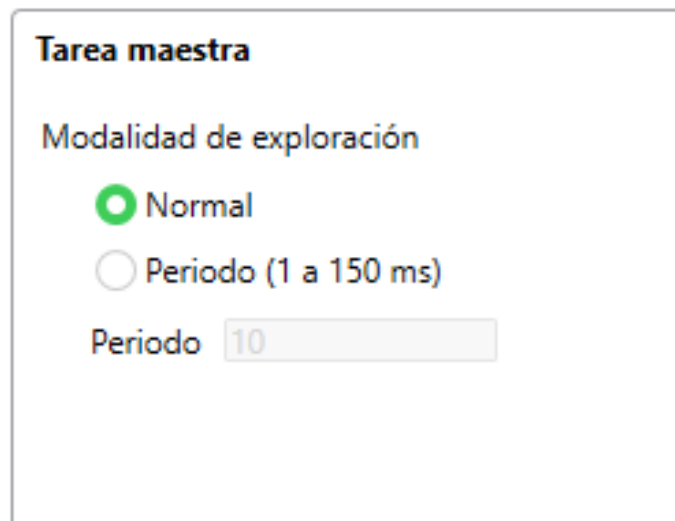 Tarea maestra
Modalidad de exploración
Normal
Periodo (1 a 150 ms)
Periodo 10